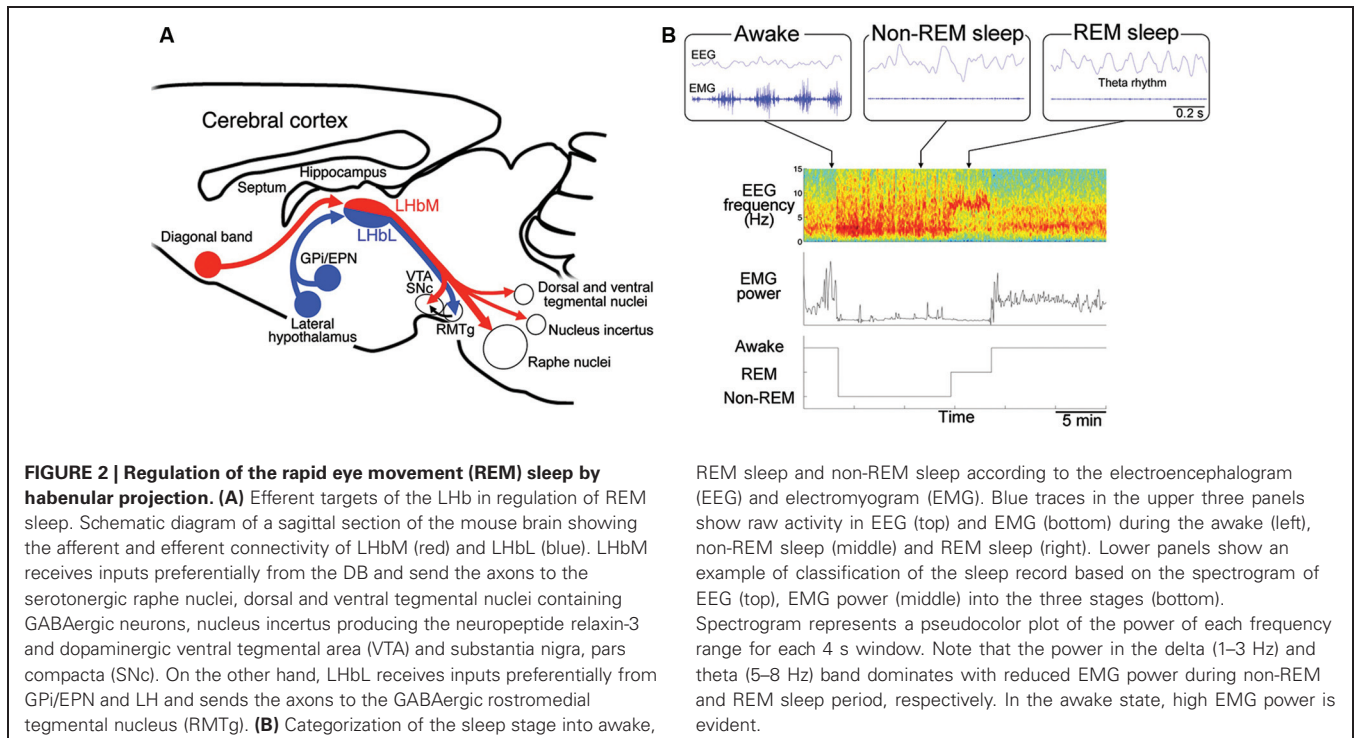 A
Cerebral cortex
Hippocampus
Septum
LHbM
LHbL
Diagonal band
GPi/EPN
Lateral
hypothalamus
VTA
SNc
RMTg
Dorsal and ventral
tegmental nuclei
Nucleus incertus
Raphe nuclei
B
Awake
Non-REM sleep
REM sleep
EEG
EMG
Theta rhythm
0.2 s
15
10
5
0
EEG
frequency
(Hz)
EMG
power
Awake
REM
Non-REM
Time
5 min
FIGURE 2 | Regulation of the rapid eye movement (REM) sleep by
habenular projection. (A) Efferent targets of the LHb in regulation of REM
sleep. Schematic diagram of a sagittal section of the mouse brain showing
the afferent and efferent connectivity of LHbM (red) and LHbL (blue). LHbM
receives inputs preferentially from the DB and send the axons to the
serotonergic raphe nuclei, dorsal and ventral tegmental nuclei containing
GABAergic neurons, nucleus incertus producing the neuropeptide relaxin-3
and dopaminergic ventral tegmental area (VTA) and substantia nigra, pars
compacta (SNc). On the other hand, LHbL receives inputs preferentially from
GPi/EPN and LH and sends the axons to the GABAergic rostromedial
tegmental nucleus (RMTg). (B) Categorization of the sleep stage into awake,
REM sleep and non-REM sleep according to the electroencephalogram
(EEG) and electromyogram (EMG). Blue traces in the upper three panels
show raw activity in EEG (top) and EMG (bottom) during the awake (left),
non-REM sleep (middle) and REM sleep (right). Lower panels show an
example of classification of the sleep record based on the spectrogram of
EEG (top), EMG power (middle) into the three stages (bottom).
Spectrogram represents a pseudocolor plot of the power of each frequency
range for each 4 s window. Note that the power in the delta (1–3 Hz) and
theta (5–8 Hz) band dominates with reduced EMG power during non-REM
and REM sleep period, respectively. In the awake state, high EMG power is
evident.